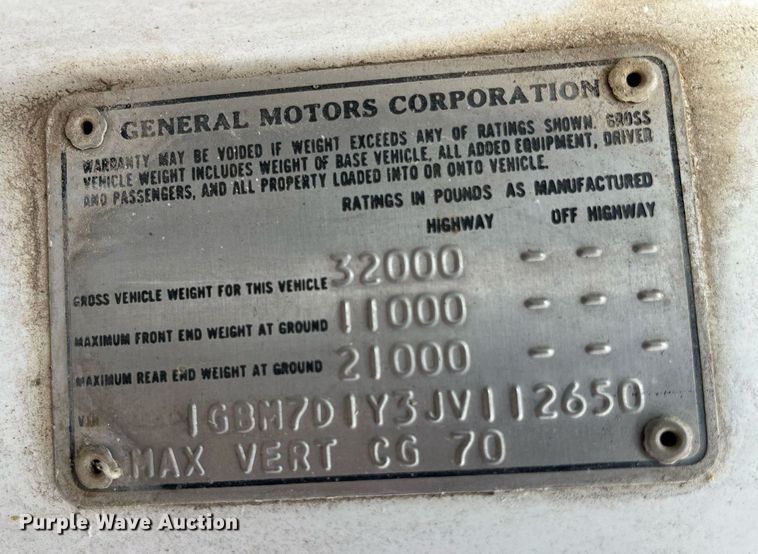 GENERAL MOTORS CORPORATION
WARRANTY MAY BE VOIDED IF WEIGHT EXCEEDS ANY OF RATINGS SHOWN. GROSS
VEHICLE WEIGHT INCLUDES WEIGHT OF BASE VEHICLE, ALL ADDED EQUIPMENT, DRIVER
AND PASSENGERS, AND ALL PROPERTY LOADED INTO OR ONTO VEHICLE.
RATINGS IN POUNDS AS MANUFACTURED
HIGHWAY OFF HIGHWAY
GROSS VEHICLE WEIGHT FOR THIS VEHICLE 32000 - - -
MAXIMUM FRONT END WEIGHT AT GROUND 11000 - - -
MAXIMUM REAR END WEIGHT AT GROUND 21000 - - -
VIN 1GBM7D1Y3JV112650
MAX VERT CG 70
Purple Wave Auction